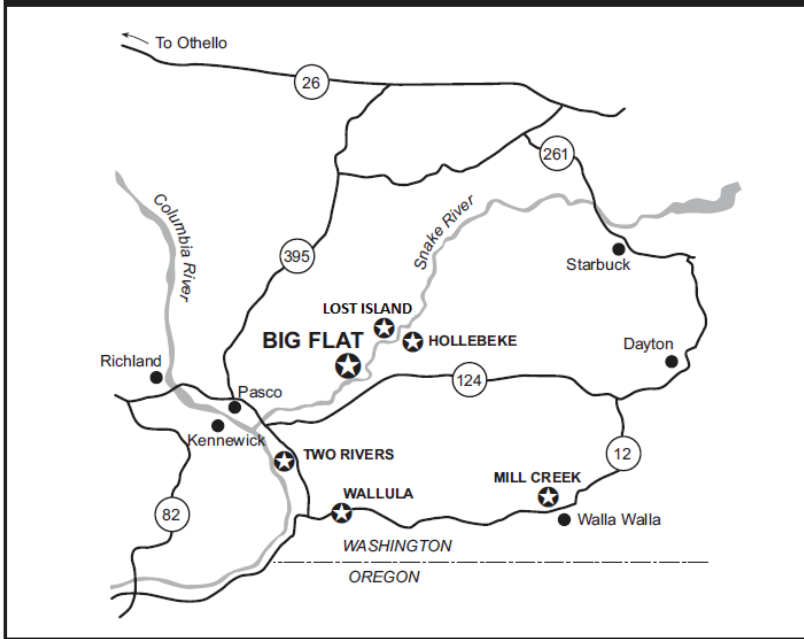 To Othello
26
261
Columbia River
Snake River
395
Starbuck
LOST ISLAND
BIG FLAT
HOLLEBEKE
Richland
Dayton
124
Pasco
Kennewick
TWO RIVERS
12
MILL CREEK
WALLULA
82
Walla Walla
WASHINGTON
OREGON